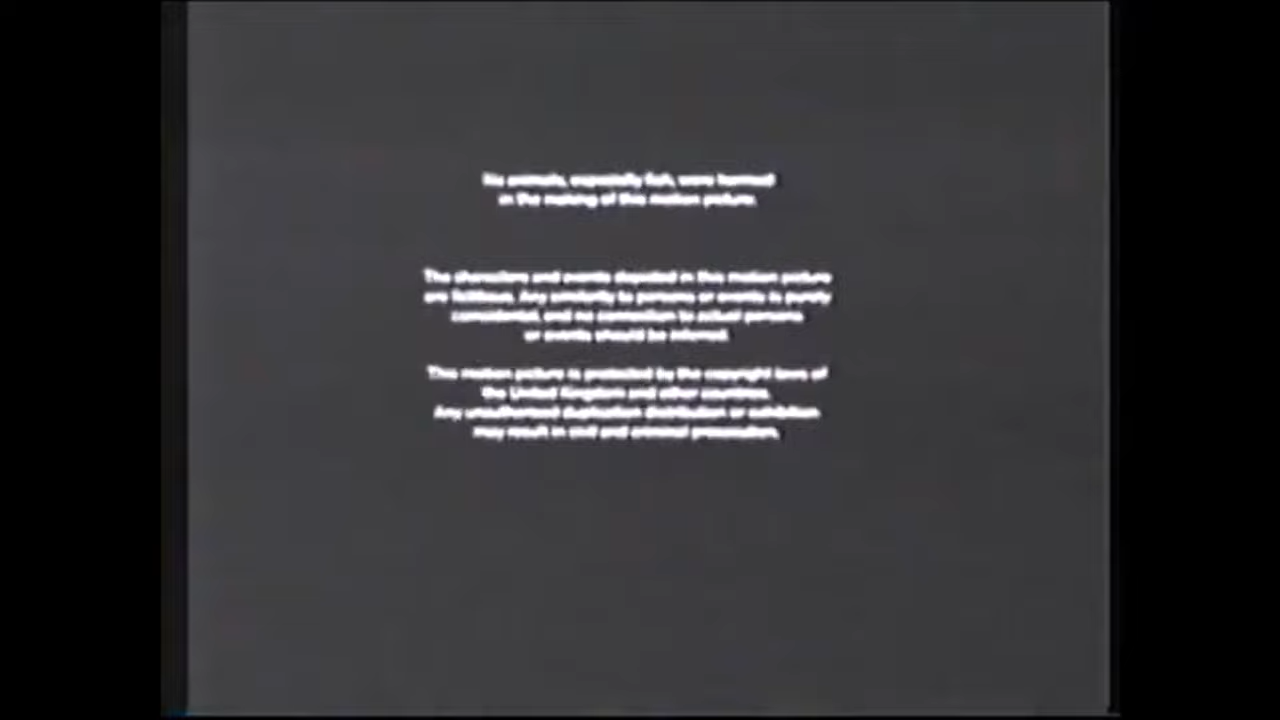 No animals, especially fish, were harmed
in the making of this motion picture.
The characters and events depicted in this motion picture
are fictitious. Any similarity to persons or events is purely
coincidental, and no connection to actual persons
or events should be inferred.
This motion picture is protected by the copyright laws of
the United Kingdom and other countries.
Any unauthorised duplication distribution or exhibition
may result in civil and criminal prosecution.